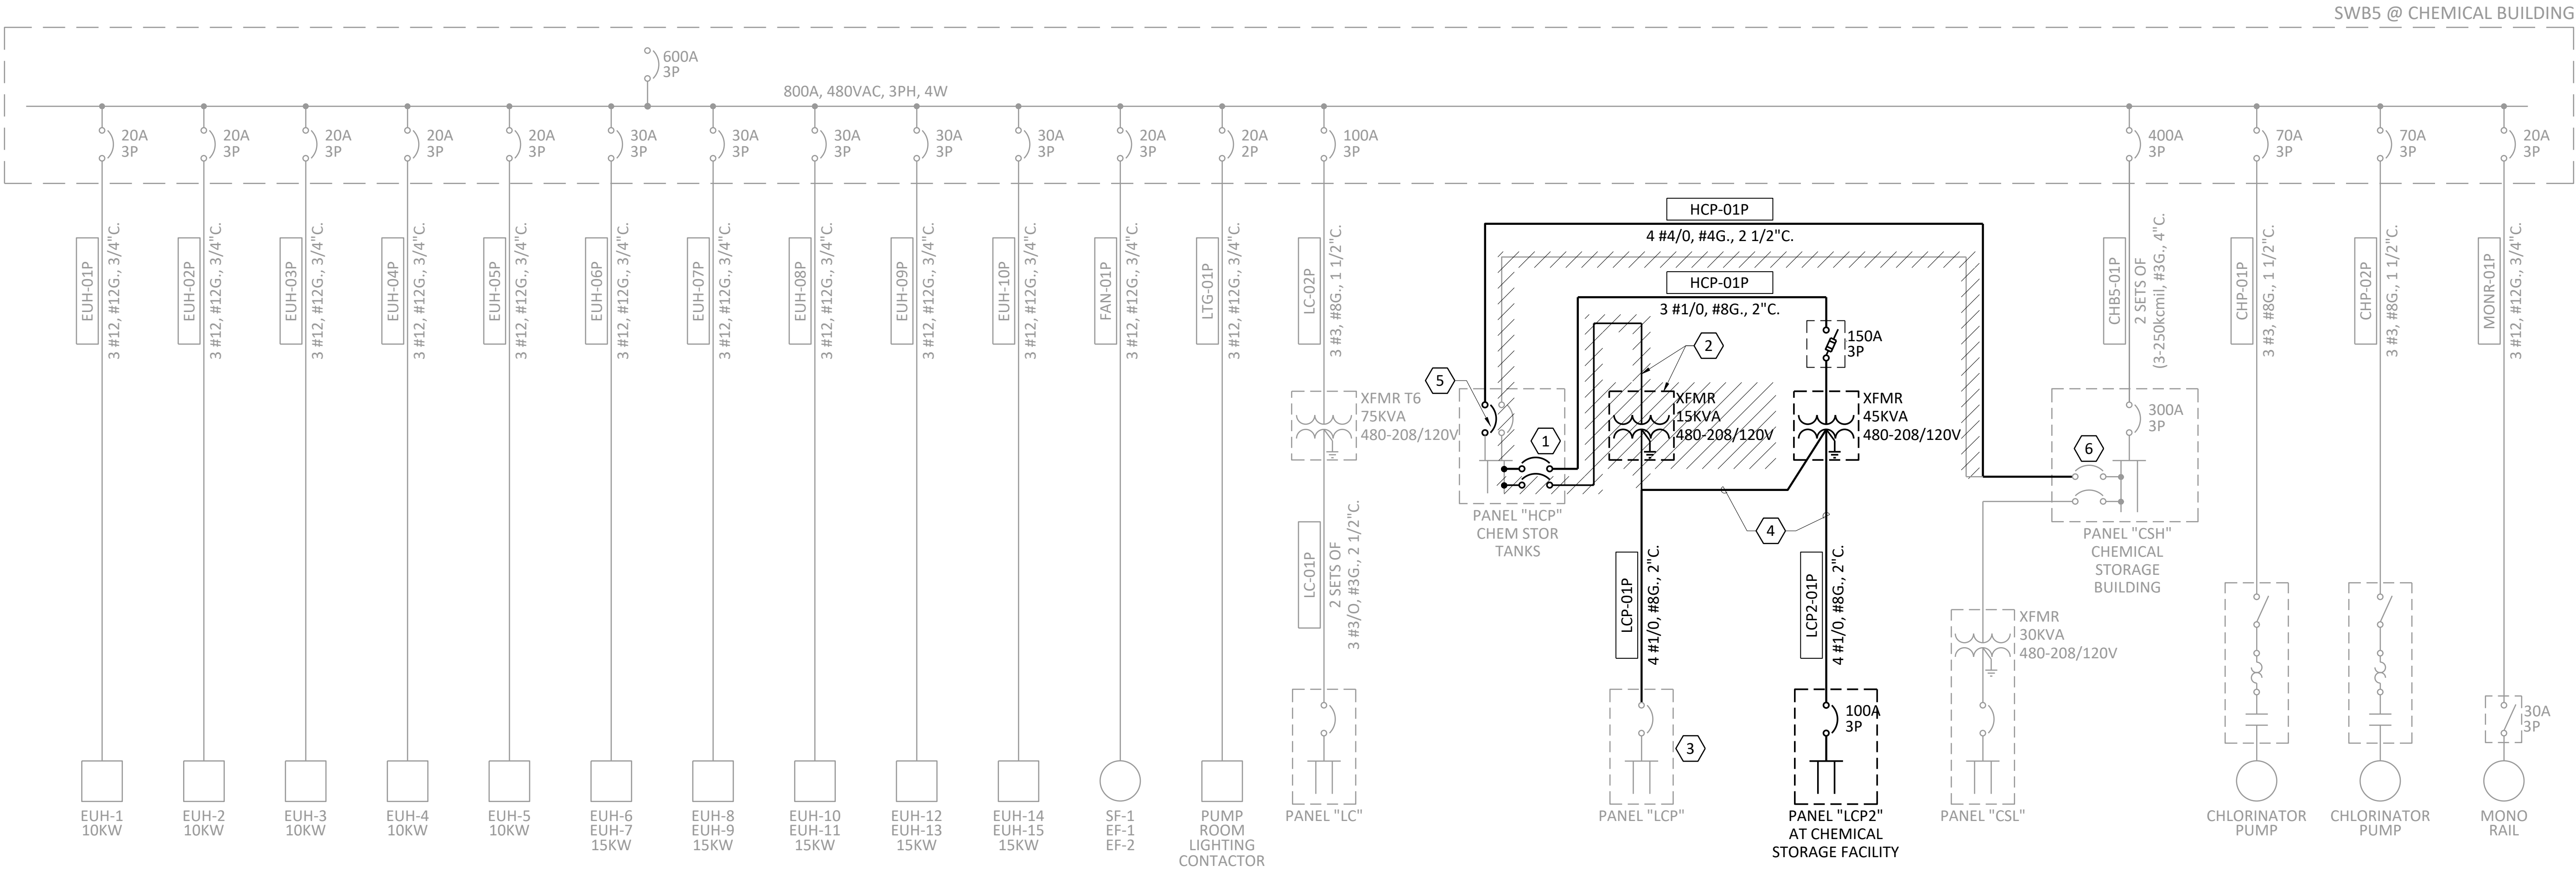 SWB5 @ CHEMICAL BUILDING
600A
3P
800A, 480VAC, 3PH, 4W
20A
3P
20A
3P
20A
3P
20A
3P
20A
3P
30A
3P
30A
3P
30A
3P
30A
3P
30A
3P
20A
3P
20A
2P
100A
3P
400A
3P
70A
3P
70A
3P
20A
3P
EUH-01P
3 #12, #12G., 3/4"C.
EUH-02P
3 #12, #12G., 3/4"C.
EUH-03P
3 #12, #12G., 3/4"C.
EUH-04P
3 #12, #12G., 3/4"C.
EUH-05P
3 #12, #12G., 3/4"C.
EUH-06P
3 #12, #12G., 3/4"C.
EUH-07P
3 #12, #12G., 3/4"C.
EUH-08P
3 #12, #12G., 3/4"C.
EUH-09P
3 #12, #12G., 3/4"C.
EUH-10P
3 #12, #12G., 3/4"C.
FAN-01P
3 #12, #12G., 3/4"C.
LTG-01P
3 #12, #12G., 3/4"C.
LC-02P
3 #3, #8G., 1 1/2"C.
HCP-01P
4 #4/0, #4G., 2 1/2"C.
HCP-01P
3 #1/0, #8G., 2"C.
CHB5-01P
2 SETS OF
(3-250kcmil, #3G., 4"C.
CHP-01P
3 #3, #8G., 1 1/2"C.
CHP-02P
3 #3, #8G., 1 1/2"C.
MONR-01P
3 #12, #12G., 3/4"C.
150A
3P
2
5
1
XFMR T6
75KVA
480-208/120V
XFMR
15KVA
480-208/120V
XFMR
45KVA
480-208/120V
300A
3P
6
PANEL "HCP"
CHEM STOR
TANKS
4
PANEL "CSH"
CHEMICAL
STORAGE
BUILDING
LC-01P
2 SETS OF
3 #3/O, #3G., 2 1/2"C.
LCP-01P
4 #1/0, #8G., 2"C.
LCP2-01P
4 #1/0, #8G., 2"C.
XFMR
30KVA
480-208/120V
100A
3P
3
30A
3P
EUH-1
10KW
EUH-2
10KW
EUH-3
10KW
EUH-4
10KW
EUH-5
10KW
EUH-6
EUH-7
15KW
EUH-8
EUH-9
15KW
EUH-10
EUH-11
15KW
EUH-12
EUH-13
15KW
EUH-14
EUH-15
15KW
SF-1
EF-1
EF-2
PUMP
ROOM
LIGHTING
CONTACTOR
PANEL "LC"
PANEL "LCP"
PANEL "LCP2"
AT CHEMICAL
STORAGE FACILITY
PANEL "CSL"
CHLORINATOR
PUMP
CHLORINATOR
PUMP
MONO
RAIL